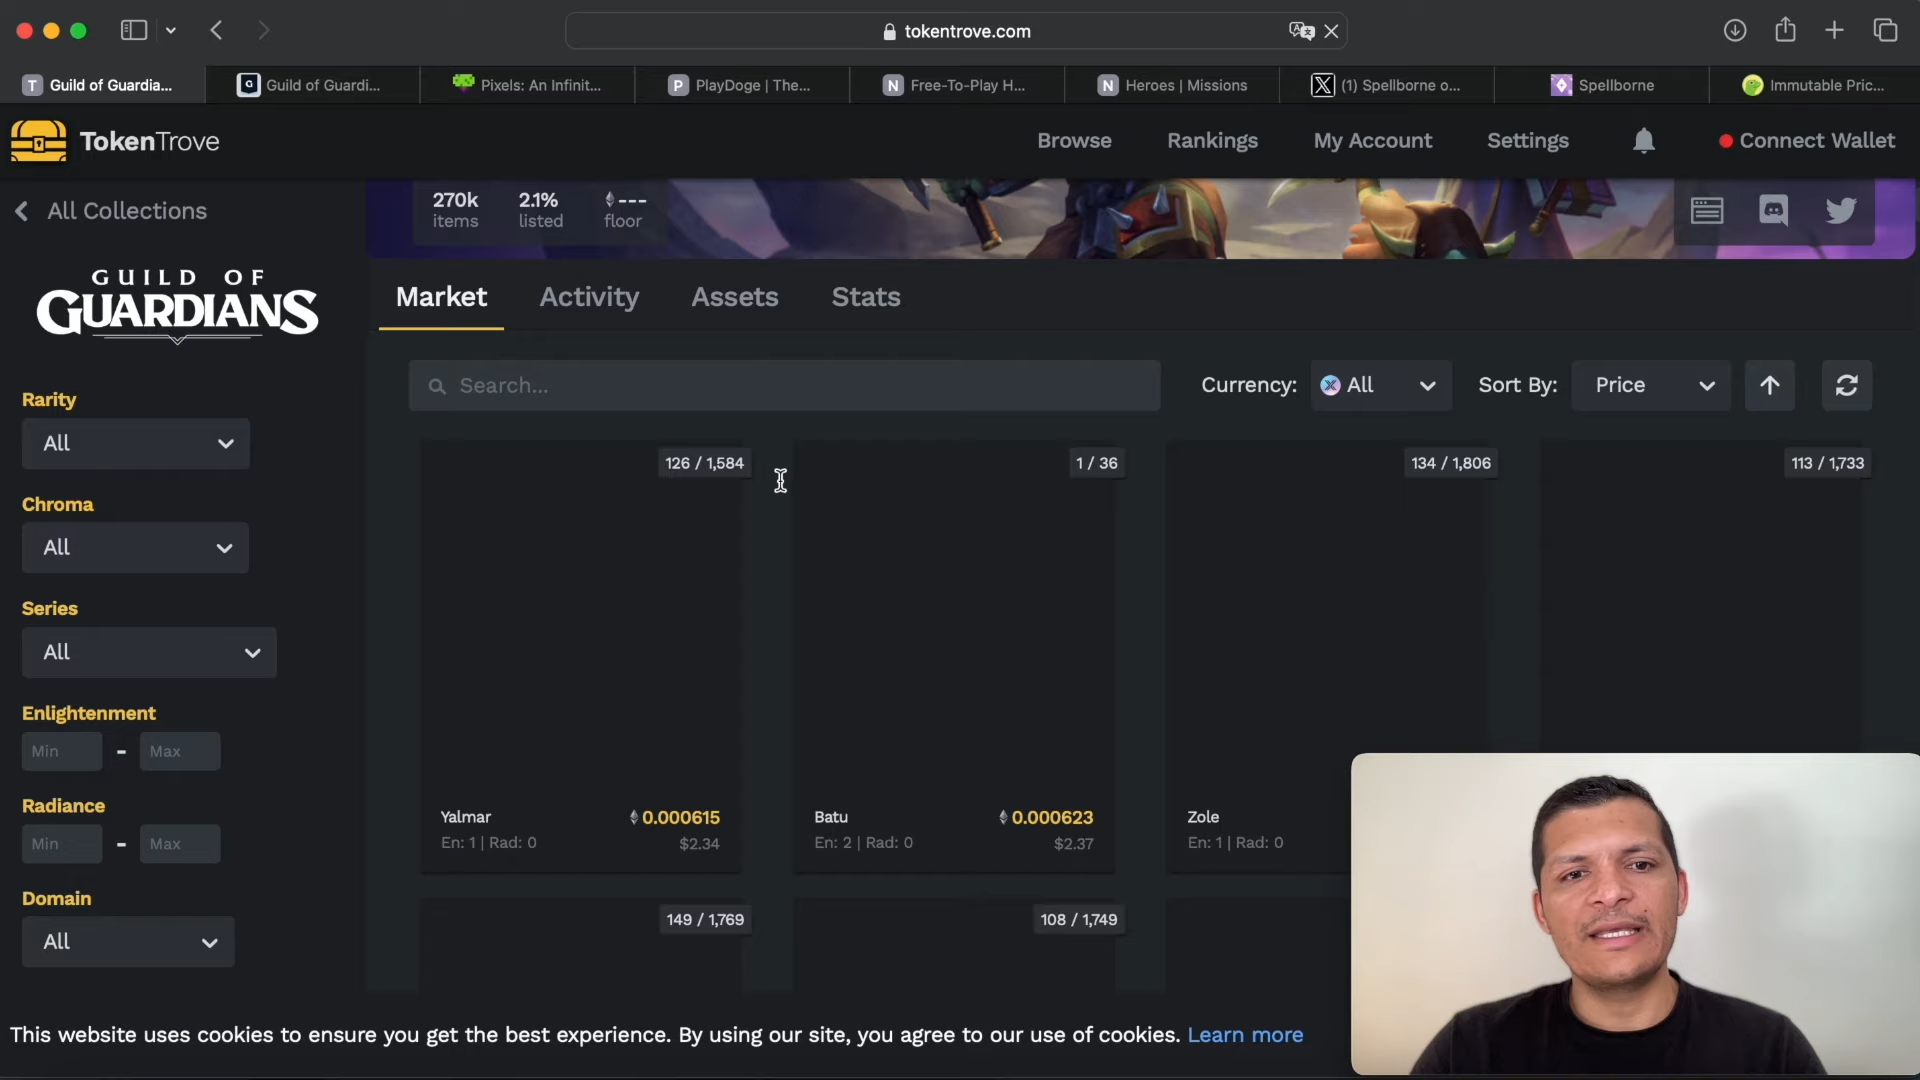 tokentrove.com
T Guild of Guardia...
G Guild of Guardi...
Pixels: An Infinit...
P PlayDoge | The...
N Free-To-Play H...
N Heroes | Missions
X (1) Spellborne o...
Spellborne
Immutable Pric...
TokenTrove
Browse
Rankings
My Account
Settings
Connect Wallet
All Collections
270k
items
2.1%
listed
---
floor
GUILD OF
GUARDIANS
Market
Activity
Assets
Stats
Search...
Currency:
All
Sort By:
Price
Rarity
All
Chroma
All
Series
All
Enlightenment
Min - Max
Radiance
Min - Max
Domain
All
126 / 1,584
Yalmar
0.000615
En: 1 | Rad: 0
$2.34
1 / 36
Batu
0.000623
En: 2 | Rad: 0
$2.37
134 / 1,806
Zole
En: 1 | Rad: 0
113 / 1,733
149 / 1,769
108 / 1,749
This website uses cookies to ensure you get the best experience. By using our site, you agree to our use of cookies. Learn more